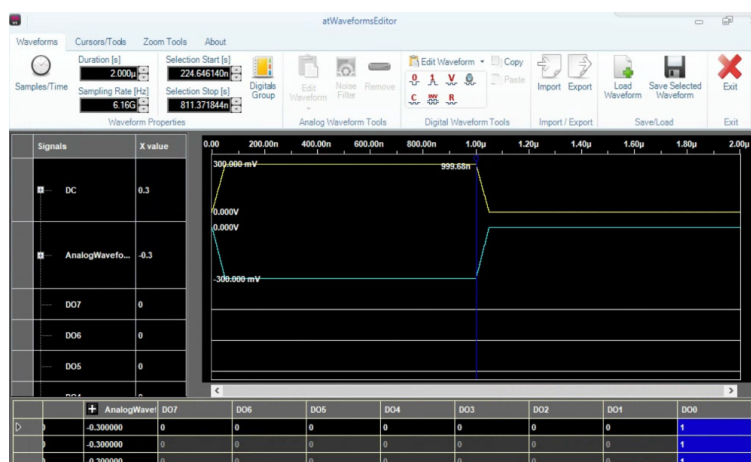 atWaveformsEditor
Waveforms Cursors/Tools Zoom Tools About
Samples/Time
Duration [s]
2.000µ
Sampling Rate [Hz]
6.16G
Selection Start [s]
224.646140n
Selection Stop [s]
811.371844n
Digitals
Group
Waveform Properties
Edit
Waveform
Noise
Filter
Remove
Analog Waveform Tools
Edit Waveform Copy
Paste
0 1 V
C INV R
Digital Waveform Tools
Import Export
Import / Export
Load
Waveform
Save Selected
Waveform
Save/Load
Exit
Exit
Signals X value
0.00 200.00n 400.00n 600.00n 800.00n 1.00µ 1.20µ 1.40µ 1.60µ 1.80µ 2.00µ
300.000 mV
999.68n
DC 0.3
0.000V
0.000V
AnalogWavefo... -0.3
-300.000 mV
DO7 0
DO6 0
DO5 0
AnalogWavef DO7 DO6 DO5 DO4 DO3 DO2 DO1 DO0
-0.300000 0 0 0 0 0 0 0 1
-0.300000 0 0 0 0 0 0 0 1